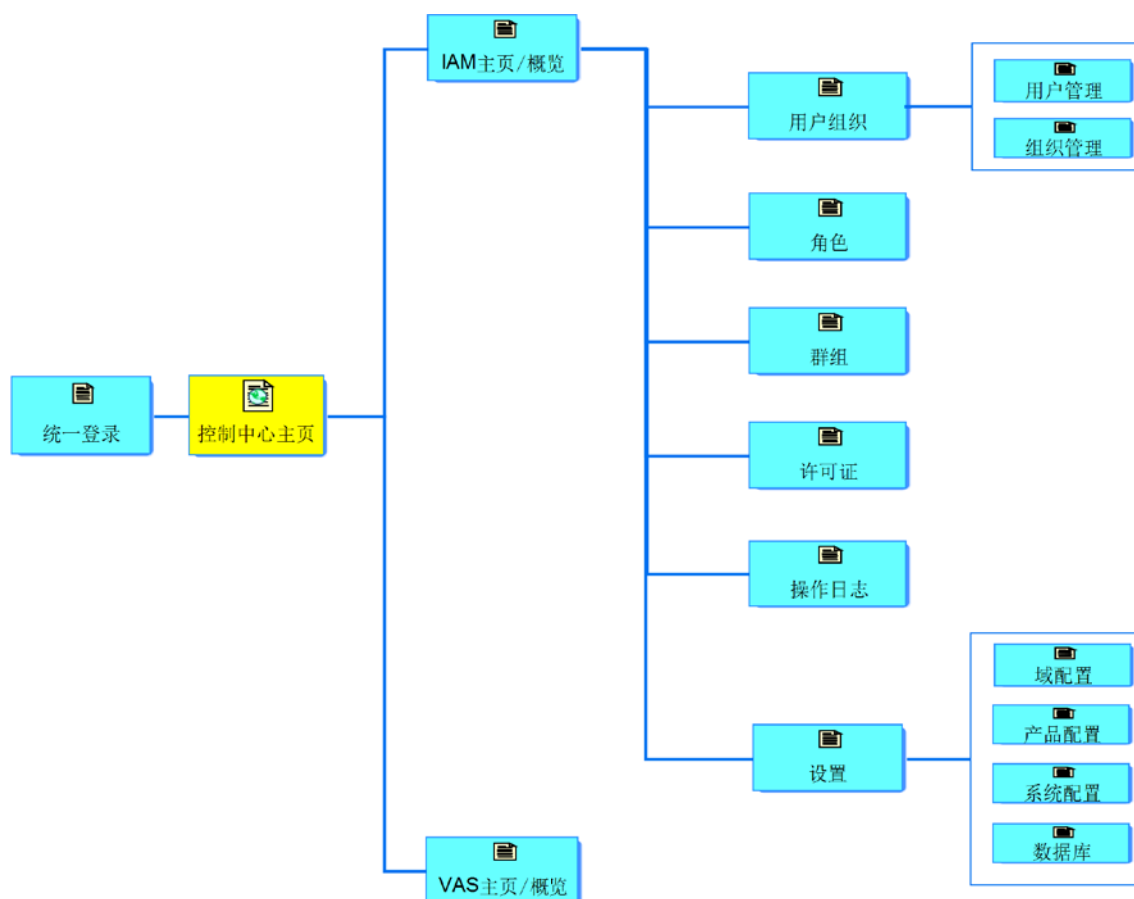 IAM主页/概览
用户组织
用户管理
组织管理
角色
群组
统一登录
控制中心主页
许可证
操作日志
设置
域配置
产品配置
系统配置
数据库
VAS主页/概览